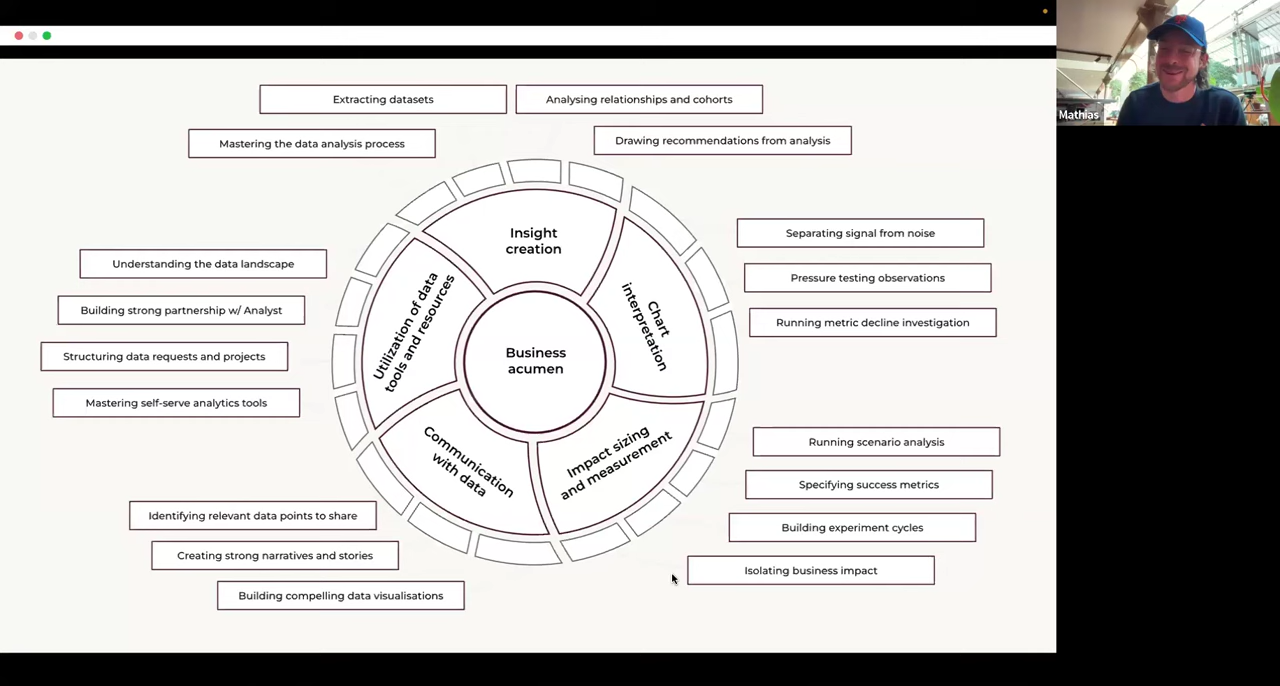 Mathias
Extracting datasets
Analysing relationships and cohorts
Mastering the data analysis process
Drawing recommendations from analysis
Insight
creation
Separating signal from noise
Pressure testing observations
Running metric decline investigation
Chart
interpretation
Understanding the data landscape
Building strong partnership w/ Analyst
Structuring data requests and projects
Mastering self-serve analytics tools
Utilization of data
tools and resources
Business
acumen
Communication
with data
Impact sizing
and measurement
Running scenario analysis
Specifying success metrics
Building experiment cycles
Isolating business impact
Identifying relevant data points to share
Creating strong narratives and stories
Building compelling data visualisations